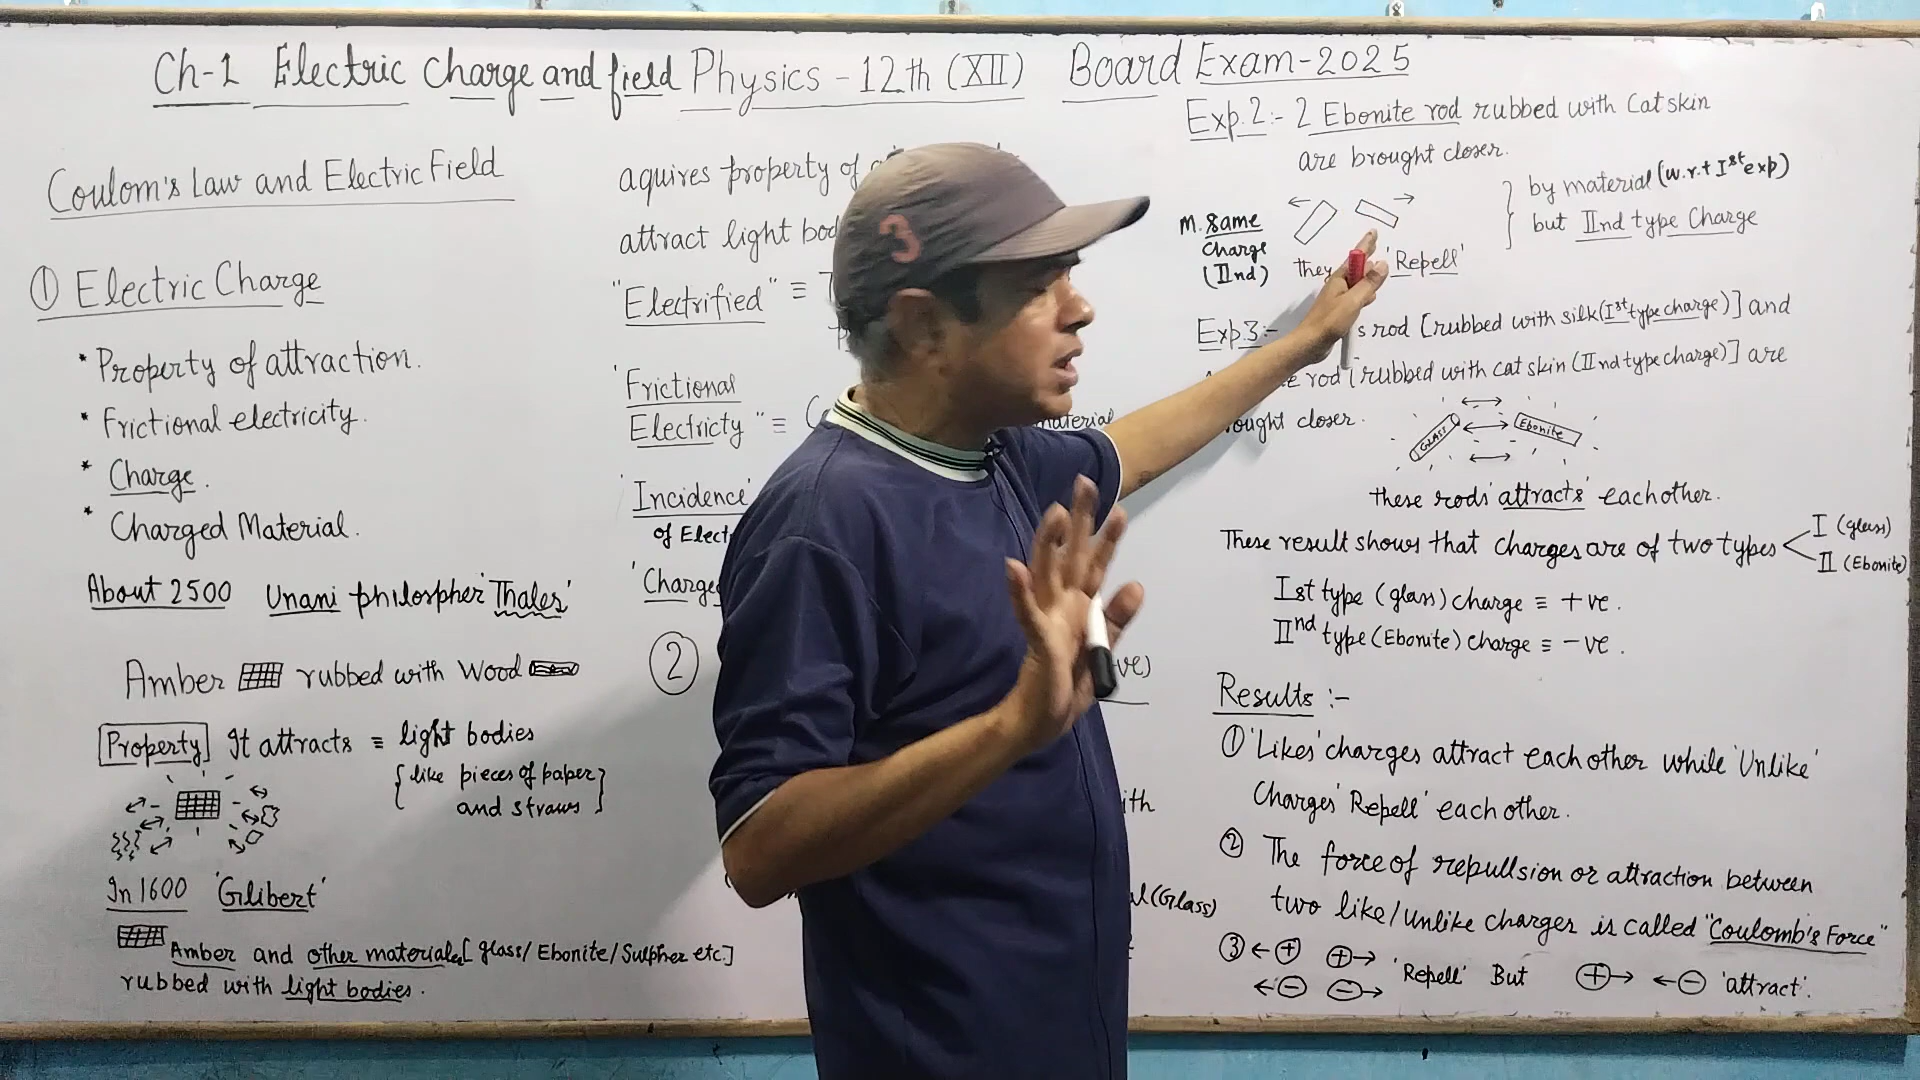 Ch-1 Electric Charge and field Physics - 12th (XII) Board Exam-2025
Coulom's Law and Electric Field
① Electric Charge
* Property of attraction.
* Frictional electricity.
* Charge.
* Charged Material.
About 2500 Unani philospher 'Thales'
Amber rubbed with Wood
Property It attracts ≡ light bodies
{like pieces of paper}
and straws
In 1600 'Gilibert'
Amber and other material [glass/Ebonite/Sulpher etc.]
rubbed with light bodies.
aquires property of
attract light
"Electrified" ≡
'Frictional
Electricty" ≡
material
'Incidence'
of
②
ve)
ith
(Glass)
3
Exp.2:- 2 Ebonite rod rubbed with Cat skin
are brought closer.
M. Same
Charge
(IInd)
they 'Repell'
} by material (w.r.t Ist exp)
but IInd type Charge
Exp.3:- rod [rubbed with silk (Ist type charge)] and
rod [rubbed with cat skin (IInd type charge)] are
closer.
GLASS Ebonite
these rods 'attracts' eachother.
These result shows that charges are of two types < I (glass)
II (Ebonite)
Ist type (glass) charge ≡ +ve.
IInd type (Ebonite) charge ≡ -ve.
Results :-
① 'Likes' charges attract each other while 'Unlike'
Charges 'Repell' each other.
② The force of repullsion or attraction between
two like/unlike charger is called "Coulomb's Force"
③ ←⊕ ⊕→ 'Repell' But ⊕→ ←⊖ 'attract'.
←⊖ ⊖→